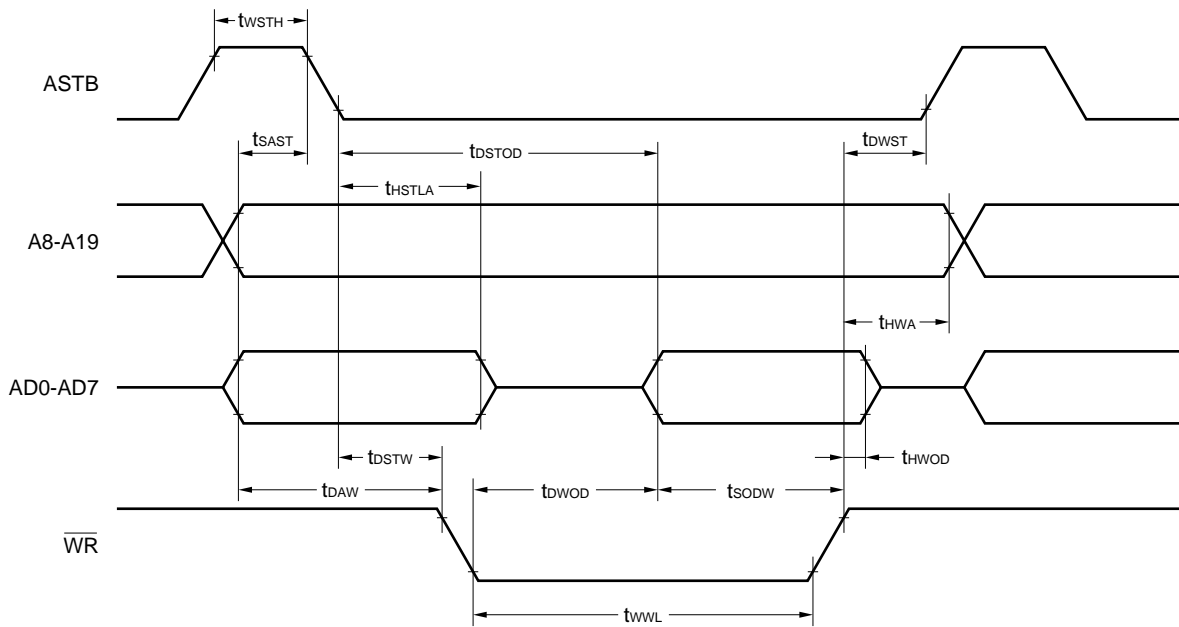 tWSTH
ASTB
tSAST
tDSTOD
tDWST
tHSTLA
A8-A19
tHWA
AD0-AD7
tDSTW
tHWOD
tDAW
tDWOD
tSODW
WR
tWWL